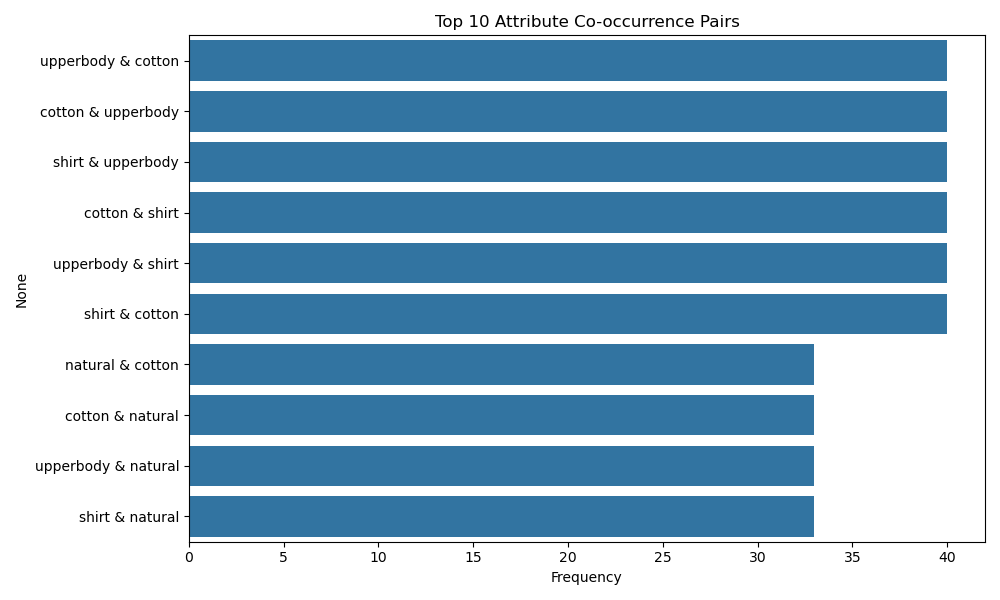 Top 10 Attribute Co-occurrence Pairs
None
upperbody & cotton
cotton & upperbody
shirt & upperbody
cotton & shirt
upperbody & shirt
shirt & cotton
natural & cotton
cotton & natural
upperbody & natural
shirt & natural
0 5 10 15 20 25 30 35 40
Frequency